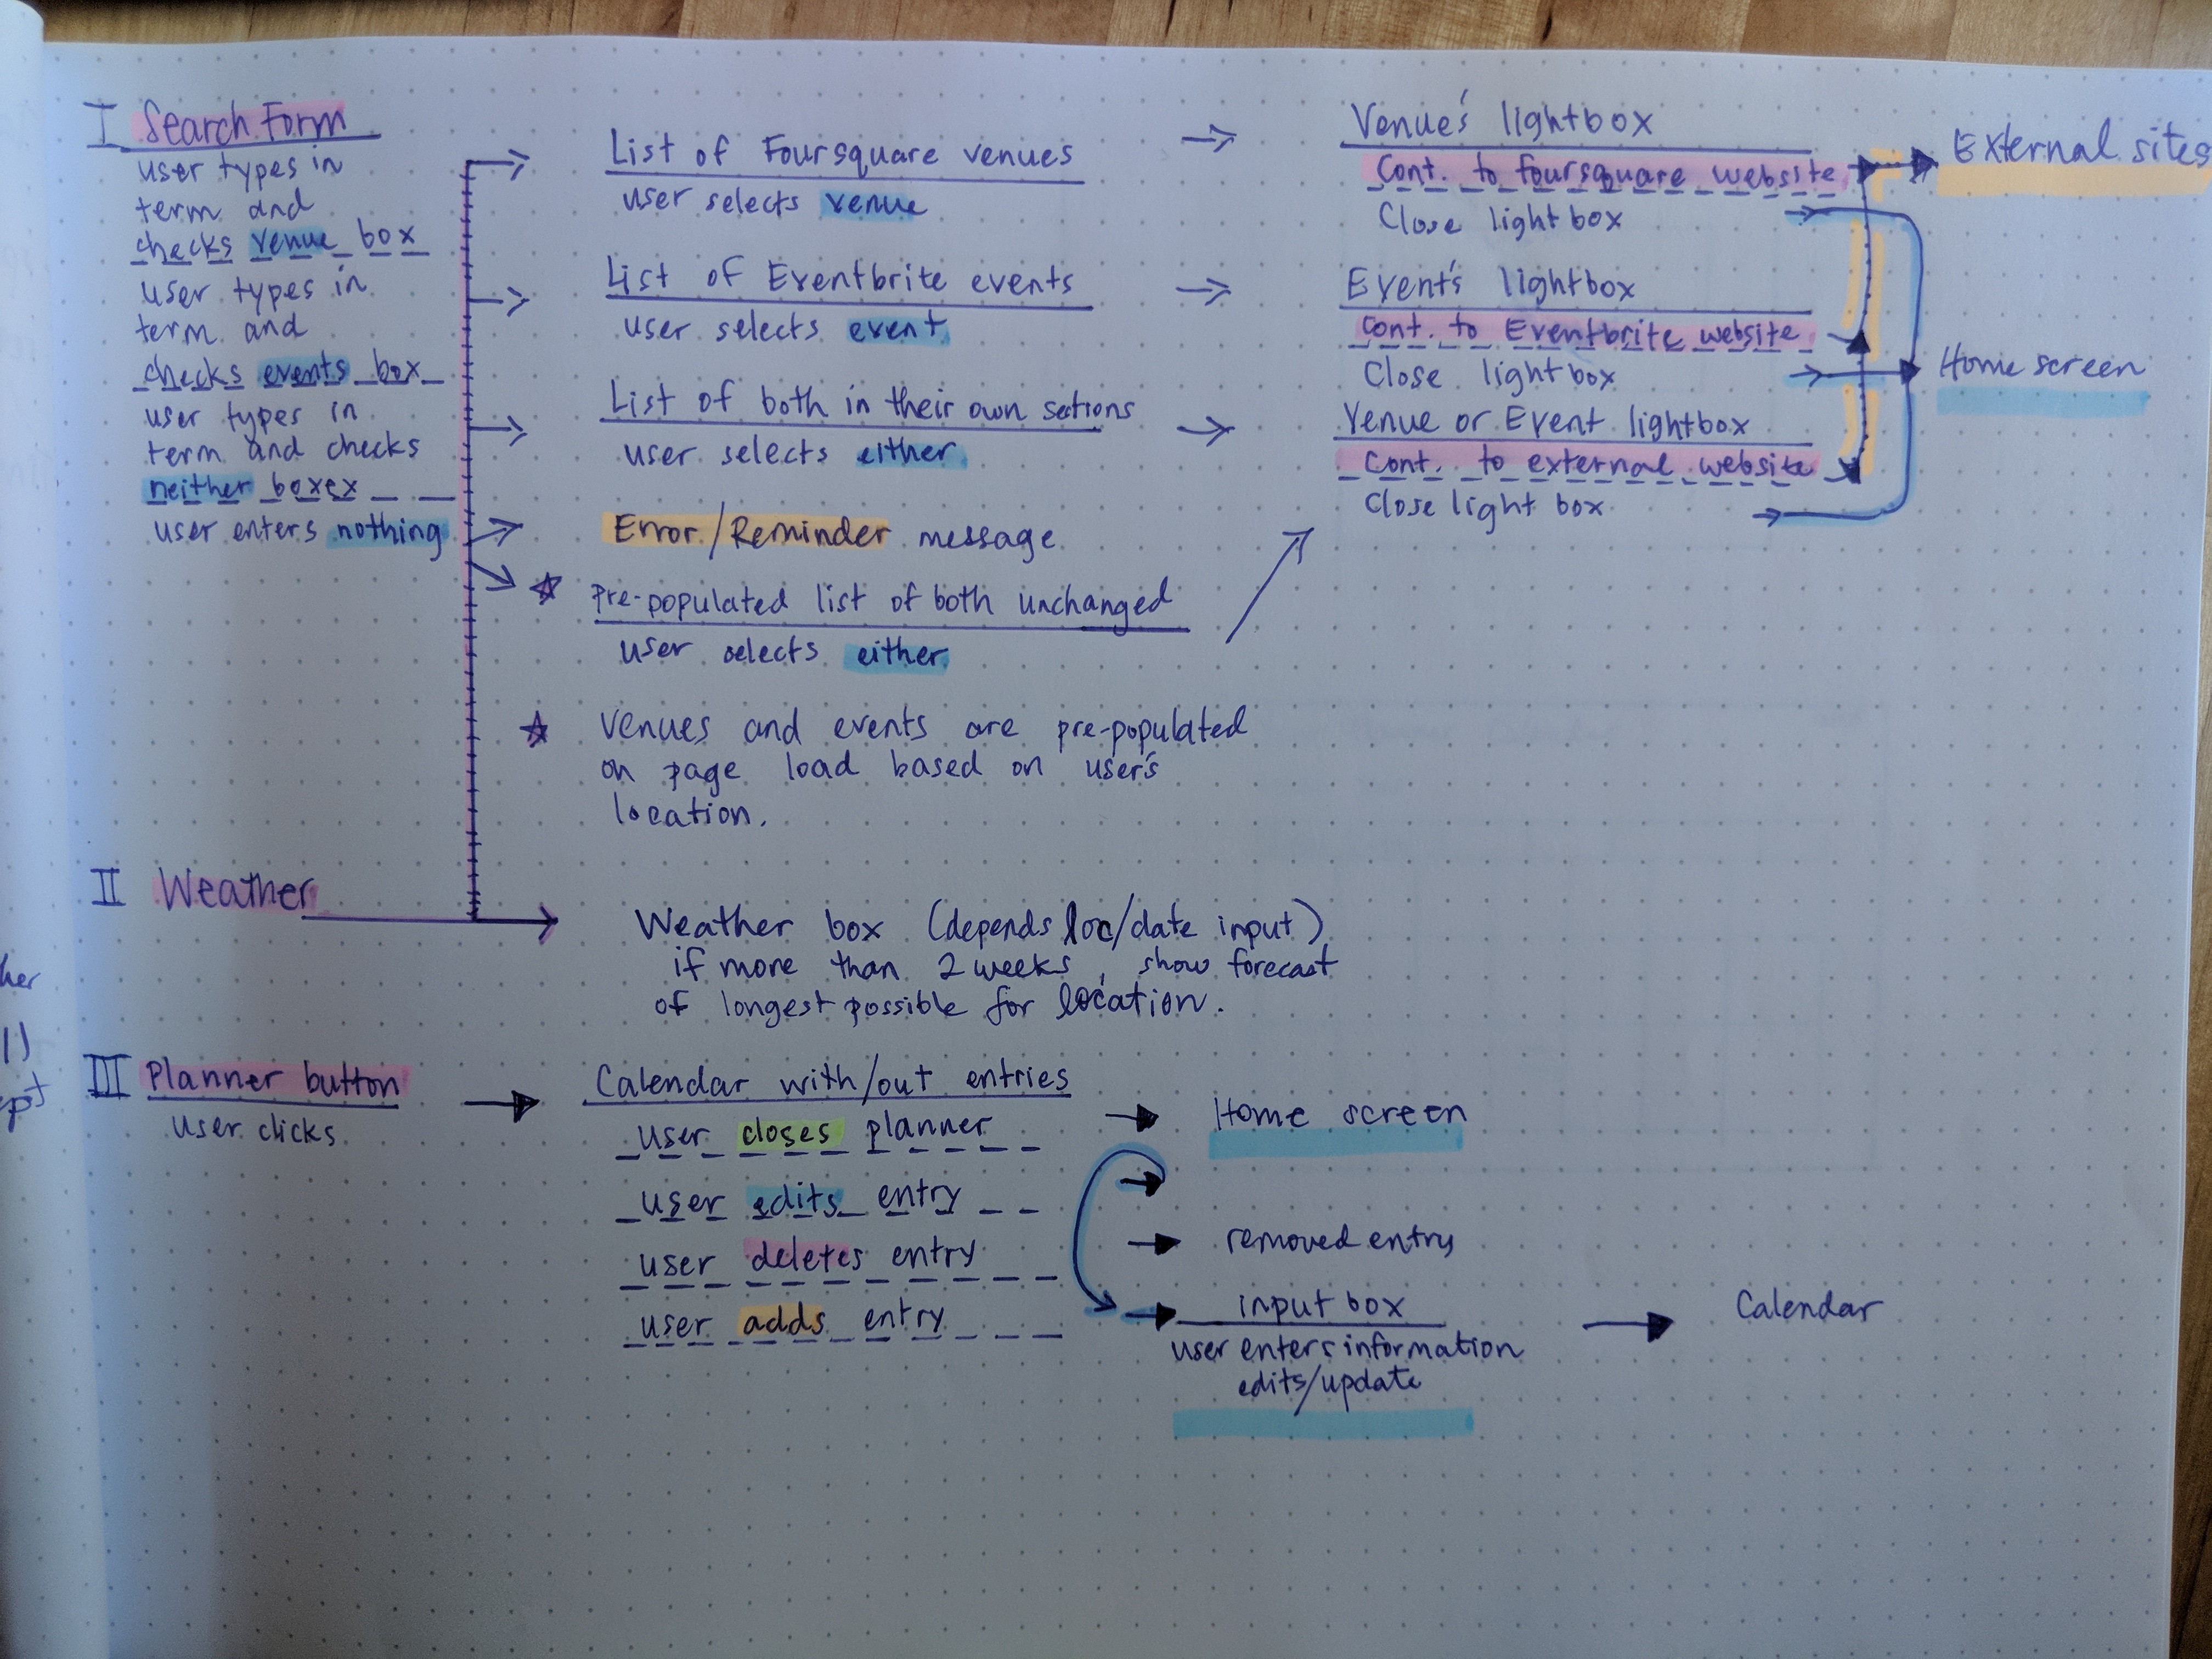 I Search Form
user types in
term and
checks venue box
user types in
term and
checks events box
user types in
term and checks
neither boxex
user enters nothing
List of Foursquare venues
user selects venue
List of Eventbrite events
user selects event
List of both in their own sections
user selects either
Error/Reminder message
Pre-populated list of both unchanged
user selects either
Venues and events are pre-populated
on page load based on user's
location.
Venue's lightbox
Cont. to foursquare website
Close lightbox
Event's lightbox
cont. to Eventbrite website
Close lightbox
Venue or Event lightbox
Cont. to external website
Close light box
External sites
Home screen
II Weather
Weather box (depends loc/date input)
if more than 2 weeks, show forecast
of longest possible for location.
III Planner button
user clicks
Calendar with/out entries
user closes planner
user edits entry
user deletes entry
user adds entry
Home screen
removed entry
input box
user enters information
edits/update
Calendar